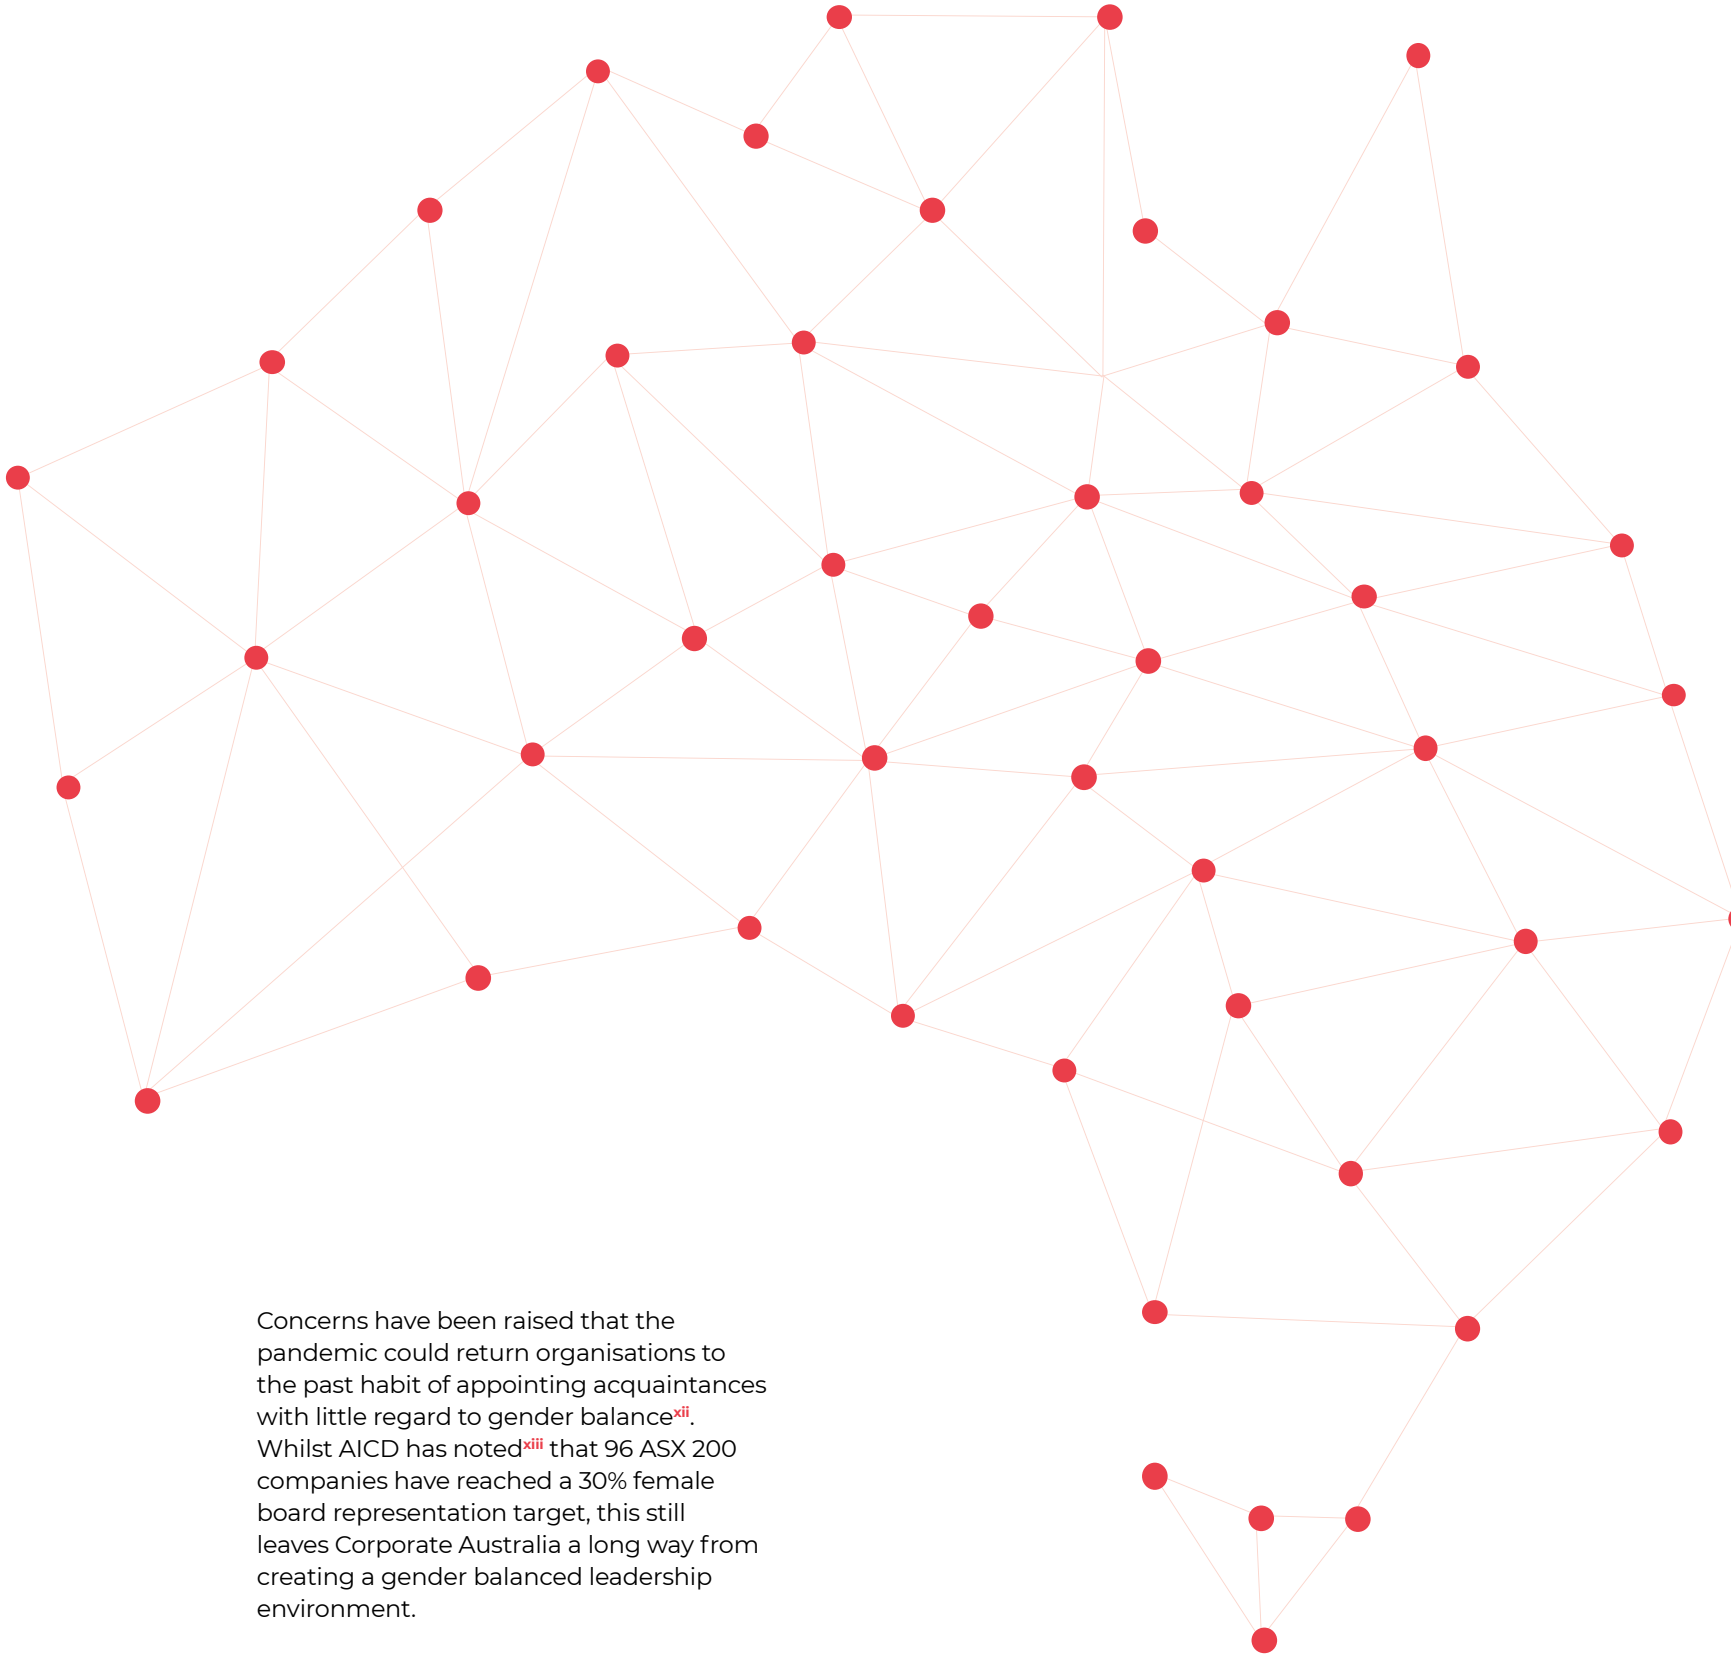 Concerns have been raised that the
pandemic could return organisations to
the past habit of appointing acquaintances
with little regard to gender balancexii.
Whilst AICD has notedxiii that 96 ASX 200
companies have reached a 30% female
board representation target, this still
leaves Corporate Australia a long way from
creating a gender balanced leadership
environment.